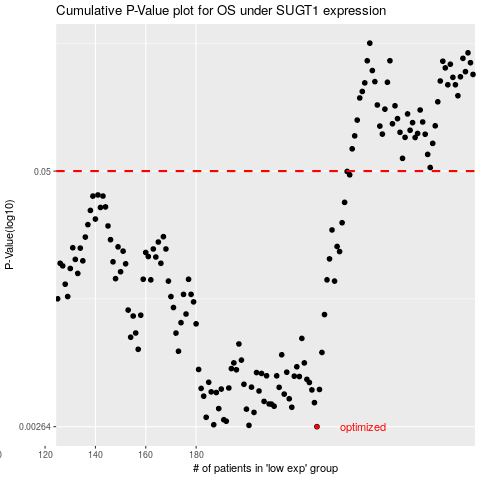 Cumulative P-Value plot for OS under SUGT1 expression
P-Value(log10)
0.05
0.00264
optimized
0 120 140 160 180
# of patients in 'low exp' group